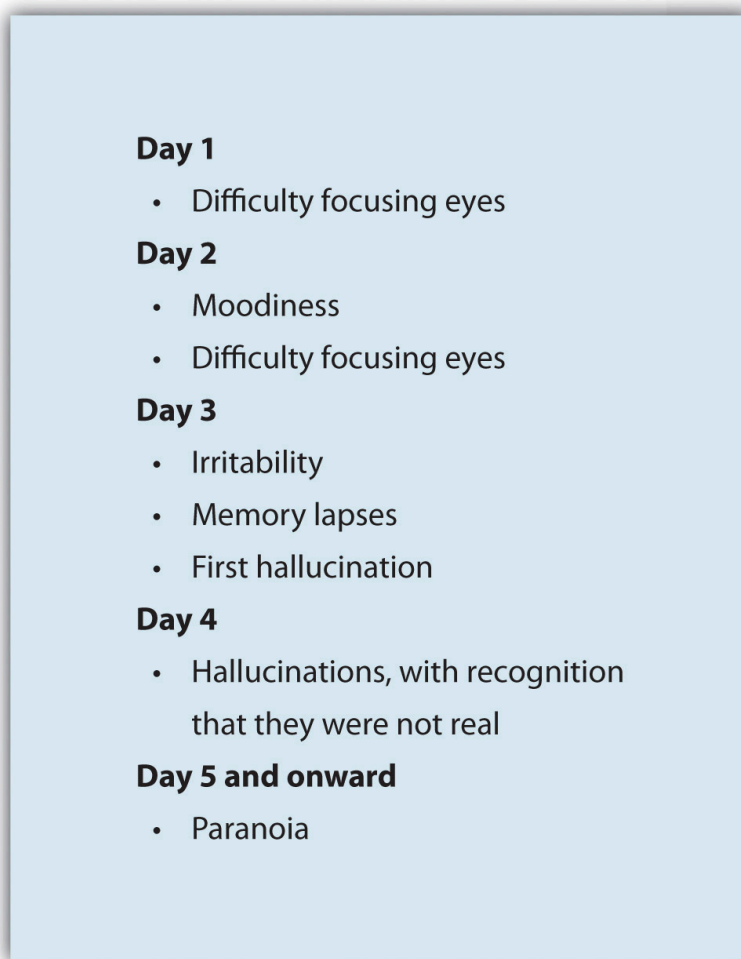 Day 1
• Difficulty focusing eyes
Day 2
• Moodiness
• Difficulty focusing eyes
Day 3
• Irritability
• Memory lapses
• First hallucination
Day 4
• Hallucinations, with recognition
that they were not real
Day 5 and onward
• Paranoia